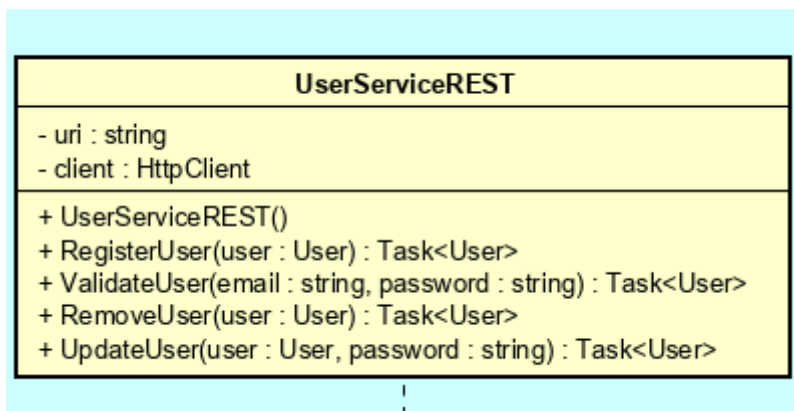 UserServiceREST
- uri : string
- client : HttpClient
+ UserServiceREST()
+ RegisterUser(user : User) : Task<User>
+ ValidateUser(email : string, password : string) : Task<User>
+ RemoveUser(user : User) : Task<User>
+ UpdateUser(user : User, password : string) : Task<User>